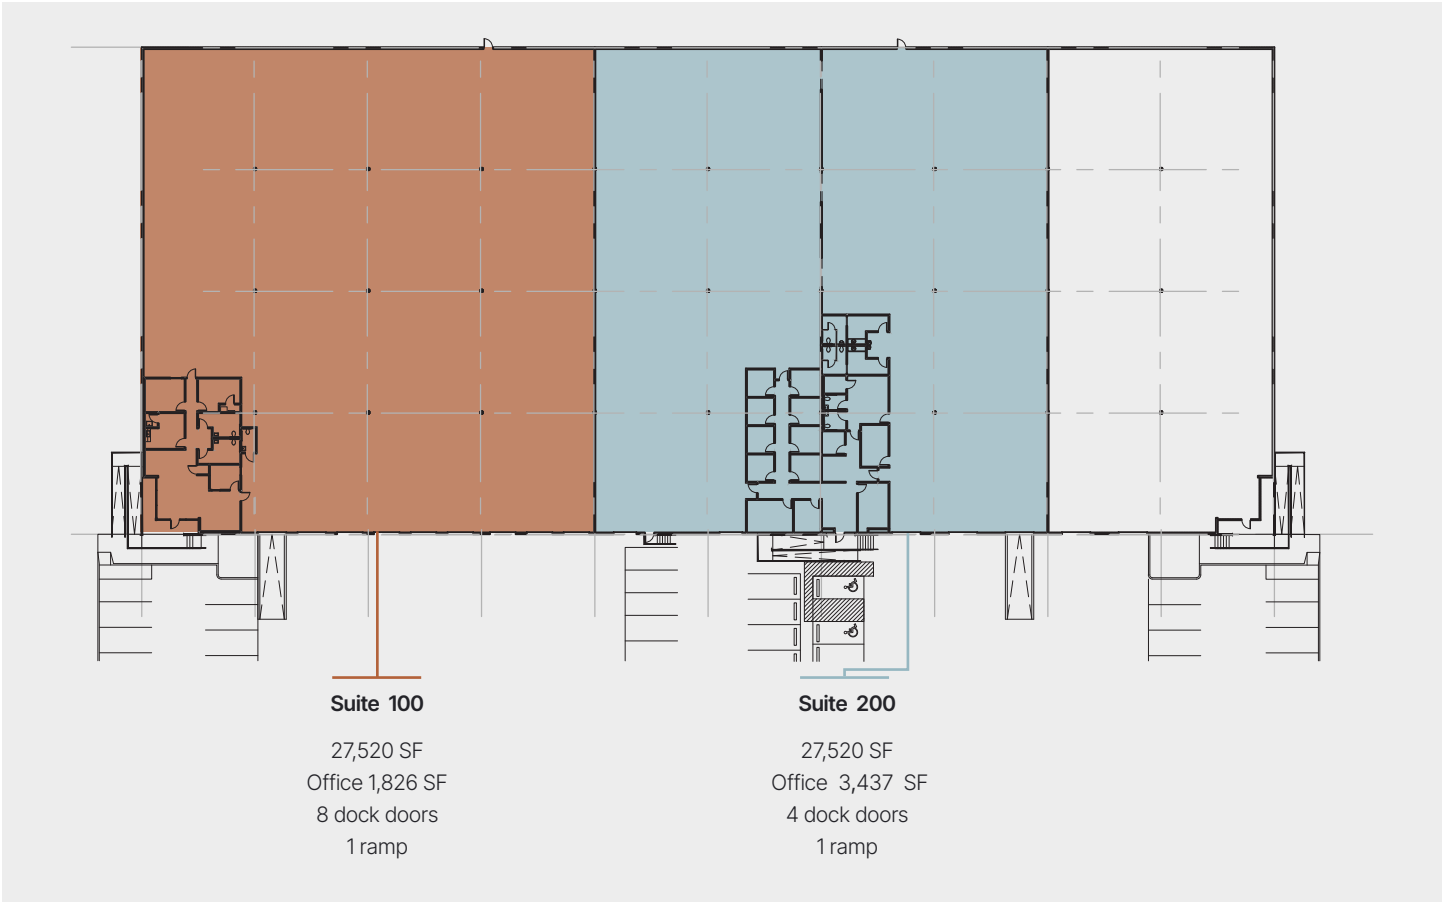 Suite 100
27,520 SF
Office 1,826 SF
8 dock doors
1 ramp
Suite 200
27,520 SF
Office 3,437 SF
4 dock doors
1 ramp